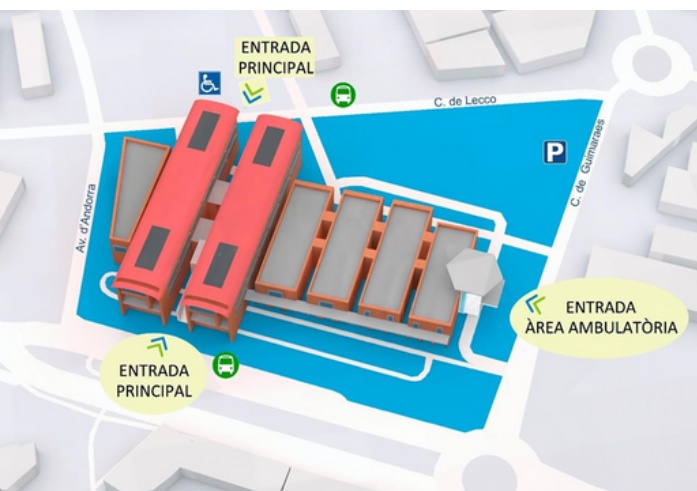 ENTRADA
PRINCIPAL
C. de Lecco
P
C. de Guimaraes
Av. d'Andorra
ENTRADA
ÀREA AMBULATÒRIA
ENTRADA
PRINCIPAL